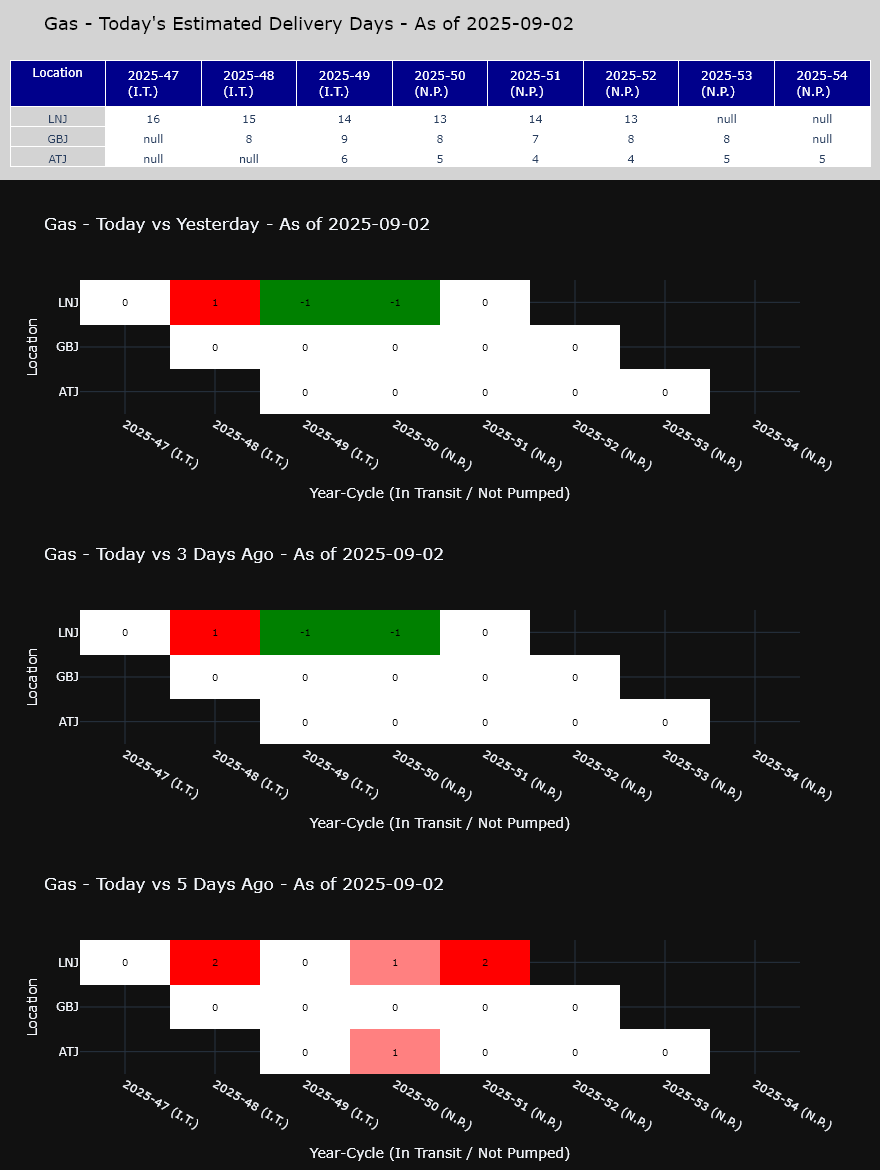 Gas - Today's Estimated Delivery Days - As of 2025-09-02
Location 2025-47 (I.T.) 2025-48 (I.T.) 2025-49 (I.T.) 2025-50 (N.P.) 2025-51 (N.P.) 2025-52 (N.P.) 2025-53 (N.P.) 2025-54 (N.P.)
LNJ 16 15 14 13 14 13 null null
GBJ null 8 9 8 7 8 8 null
ATJ null null 6 5 4 4 5 5
Gas - Today vs Yesterday - As of 2025-09-02
Location
LNJ 0 1 -1 -1 0
GBJ 0 0 0 0 0
ATJ 0 0 0 0 0
2025-47 (I.T.) 2025-48 (I.T.) 2025-49 (I.T.) 2025-50 (N.P.) 2025-51 (N.P.) 2025-52 (N.P.) 2025-53 (N.P.) 2025-54 (N.P.)
Year-Cycle (In Transit / Not Pumped)
Gas - Today vs 3 Days Ago - As of 2025-09-02
Location
LNJ 0 1 -1 -1 0
GBJ 0 0 0 0 0
ATJ 0 0 0 0 0
2025-47 (I.T.) 2025-48 (I.T.) 2025-49 (I.T.) 2025-50 (N.P.) 2025-51 (N.P.) 2025-52 (N.P.) 2025-53 (N.P.) 2025-54 (N.P.)
Year-Cycle (In Transit / Not Pumped)
Gas - Today vs 5 Days Ago - As of 2025-09-02
Location
LNJ 0 2 0 1 2
GBJ 0 0 0 0 0
ATJ 0 1 0 0 0
2025-47 (I.T.) 2025-48 (I.T.) 2025-49 (I.T.) 2025-50 (N.P.) 2025-51 (N.P.) 2025-52 (N.P.) 2025-53 (N.P.) 2025-54 (N.P.)
Year-Cycle (In Transit / Not Pumped)